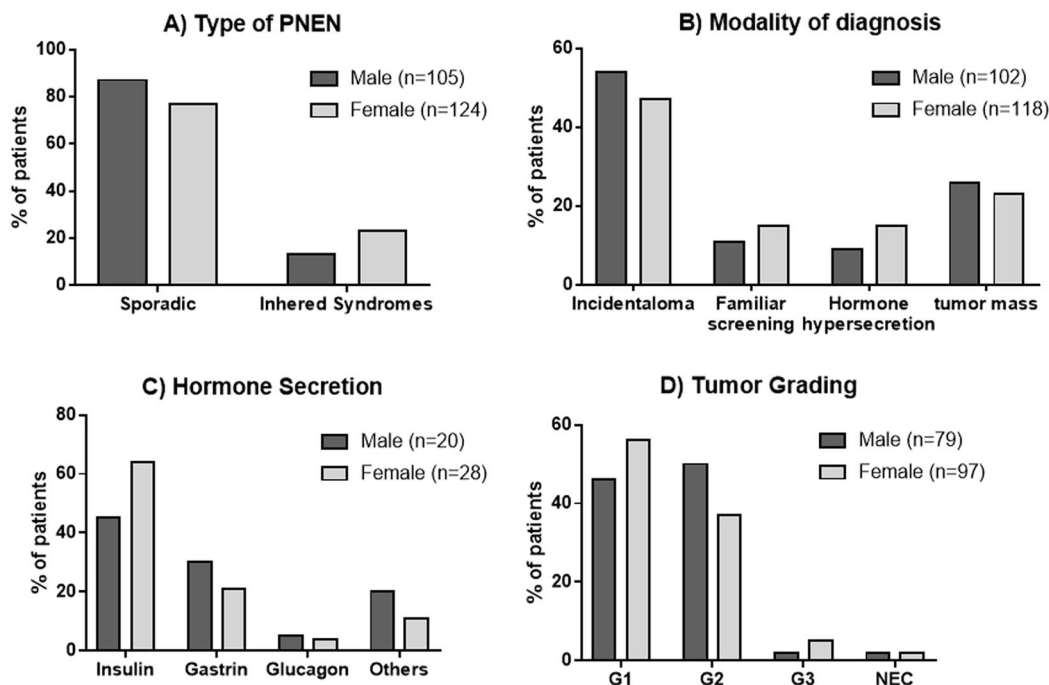 A) Type of PNEN
% of patients
100
80
60
40
20
0
Male (n=105)
Female (n=124)
Sporadic
Inhered Syndromes
B) Modality of diagnosis
% of patients
60
40
20
0
Male (n=102)
Female (n=118)
Incidentaloma
Familiar
screening
Hormone
hypersecretion
tumor mass
C) Hormone Secretion
% of patients
80
60
40
20
0
Male (n=20)
Female (n=28)
Insulin
Gastrin
Glucagon
Others
D) Tumor Grading
% of patients
60
40
20
0
Male (n=79)
Female (n=97)
G1
G2
G3
NEC